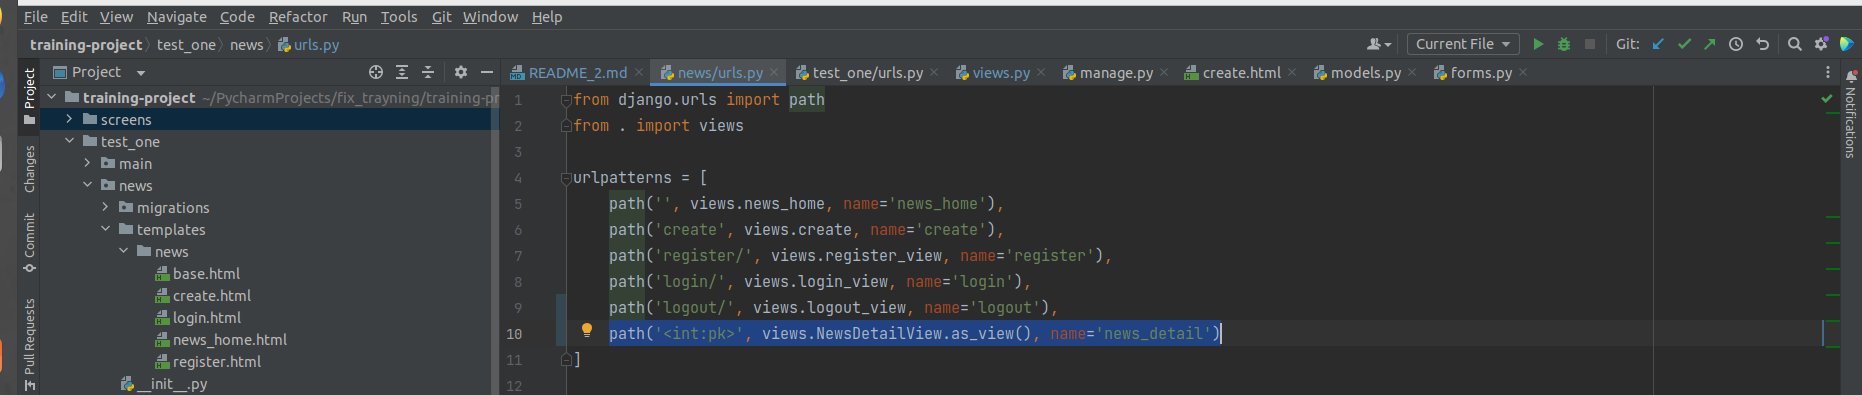 File Edit View Navigate Code Refactor Run Tools Git Window Help
training-project test_one news urls.py Current File Git:
Project README_2.md news/urls.py test_one/urls.py views.py manage.py create.html models.py forms.py
Project
Changes
Commit
Pull Requests
Notifications
training-project ~/PycharmProjects/fix_trayning/training-pr
screens
test_one
main
news
migrations
templates
news
base.html
create.html
login.html
news_home.html
register.html
__init__.py
1 from django.urls import path
2 from . import views
3
4 urlpatterns = [
5 path('', views.news_home, name='news_home'),
6 path('create', views.create, name='create'),
7 path('register/', views.register_view, name='register'),
8 path('login/', views.login_view, name='login'),
9 path('logout/', views.logout_view, name='logout'),
10 path('<int:pk>', views.NewsDetailView.as_view(), name='news_detail')
11 ]
12